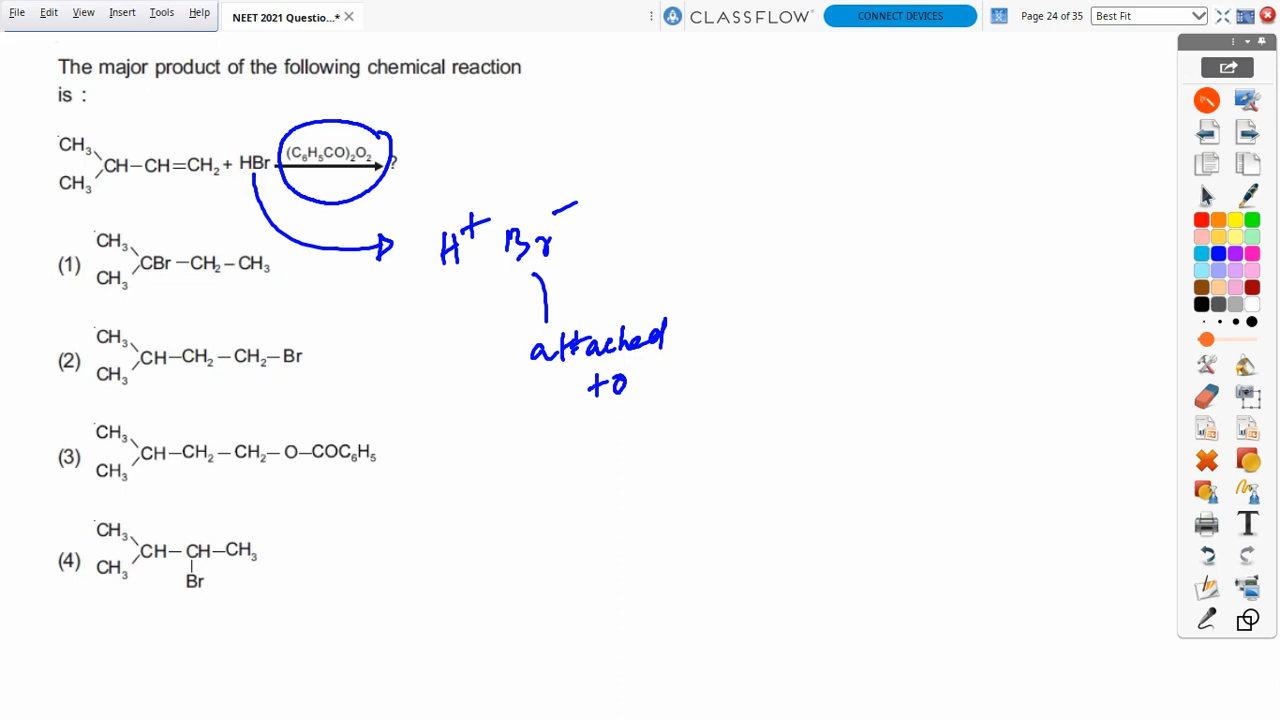 File Edit View Insert Tools Help NEET 2021 Questio...* CLASSFLOW CONNECT DEVICES Page 24 of 35 Best Fit
The major product of the following chemical reaction
is :
CH₃
CH₃
CH–CH=CH₂ + HBr (C₆H₅CO)₂O₂ ?
H⁺ Br⁻
attached
to
(1) CH₃
CH₃
CBr –CH₂– CH₃
(2) CH₃
CH₃
CH –CH₂ – CH₂– Br
(3) CH₃
CH₃
CH –CH₂ – CH₂– O–COC₆H₅
(4) CH₃
CH₃
CH – CH –CH₃
Br
T